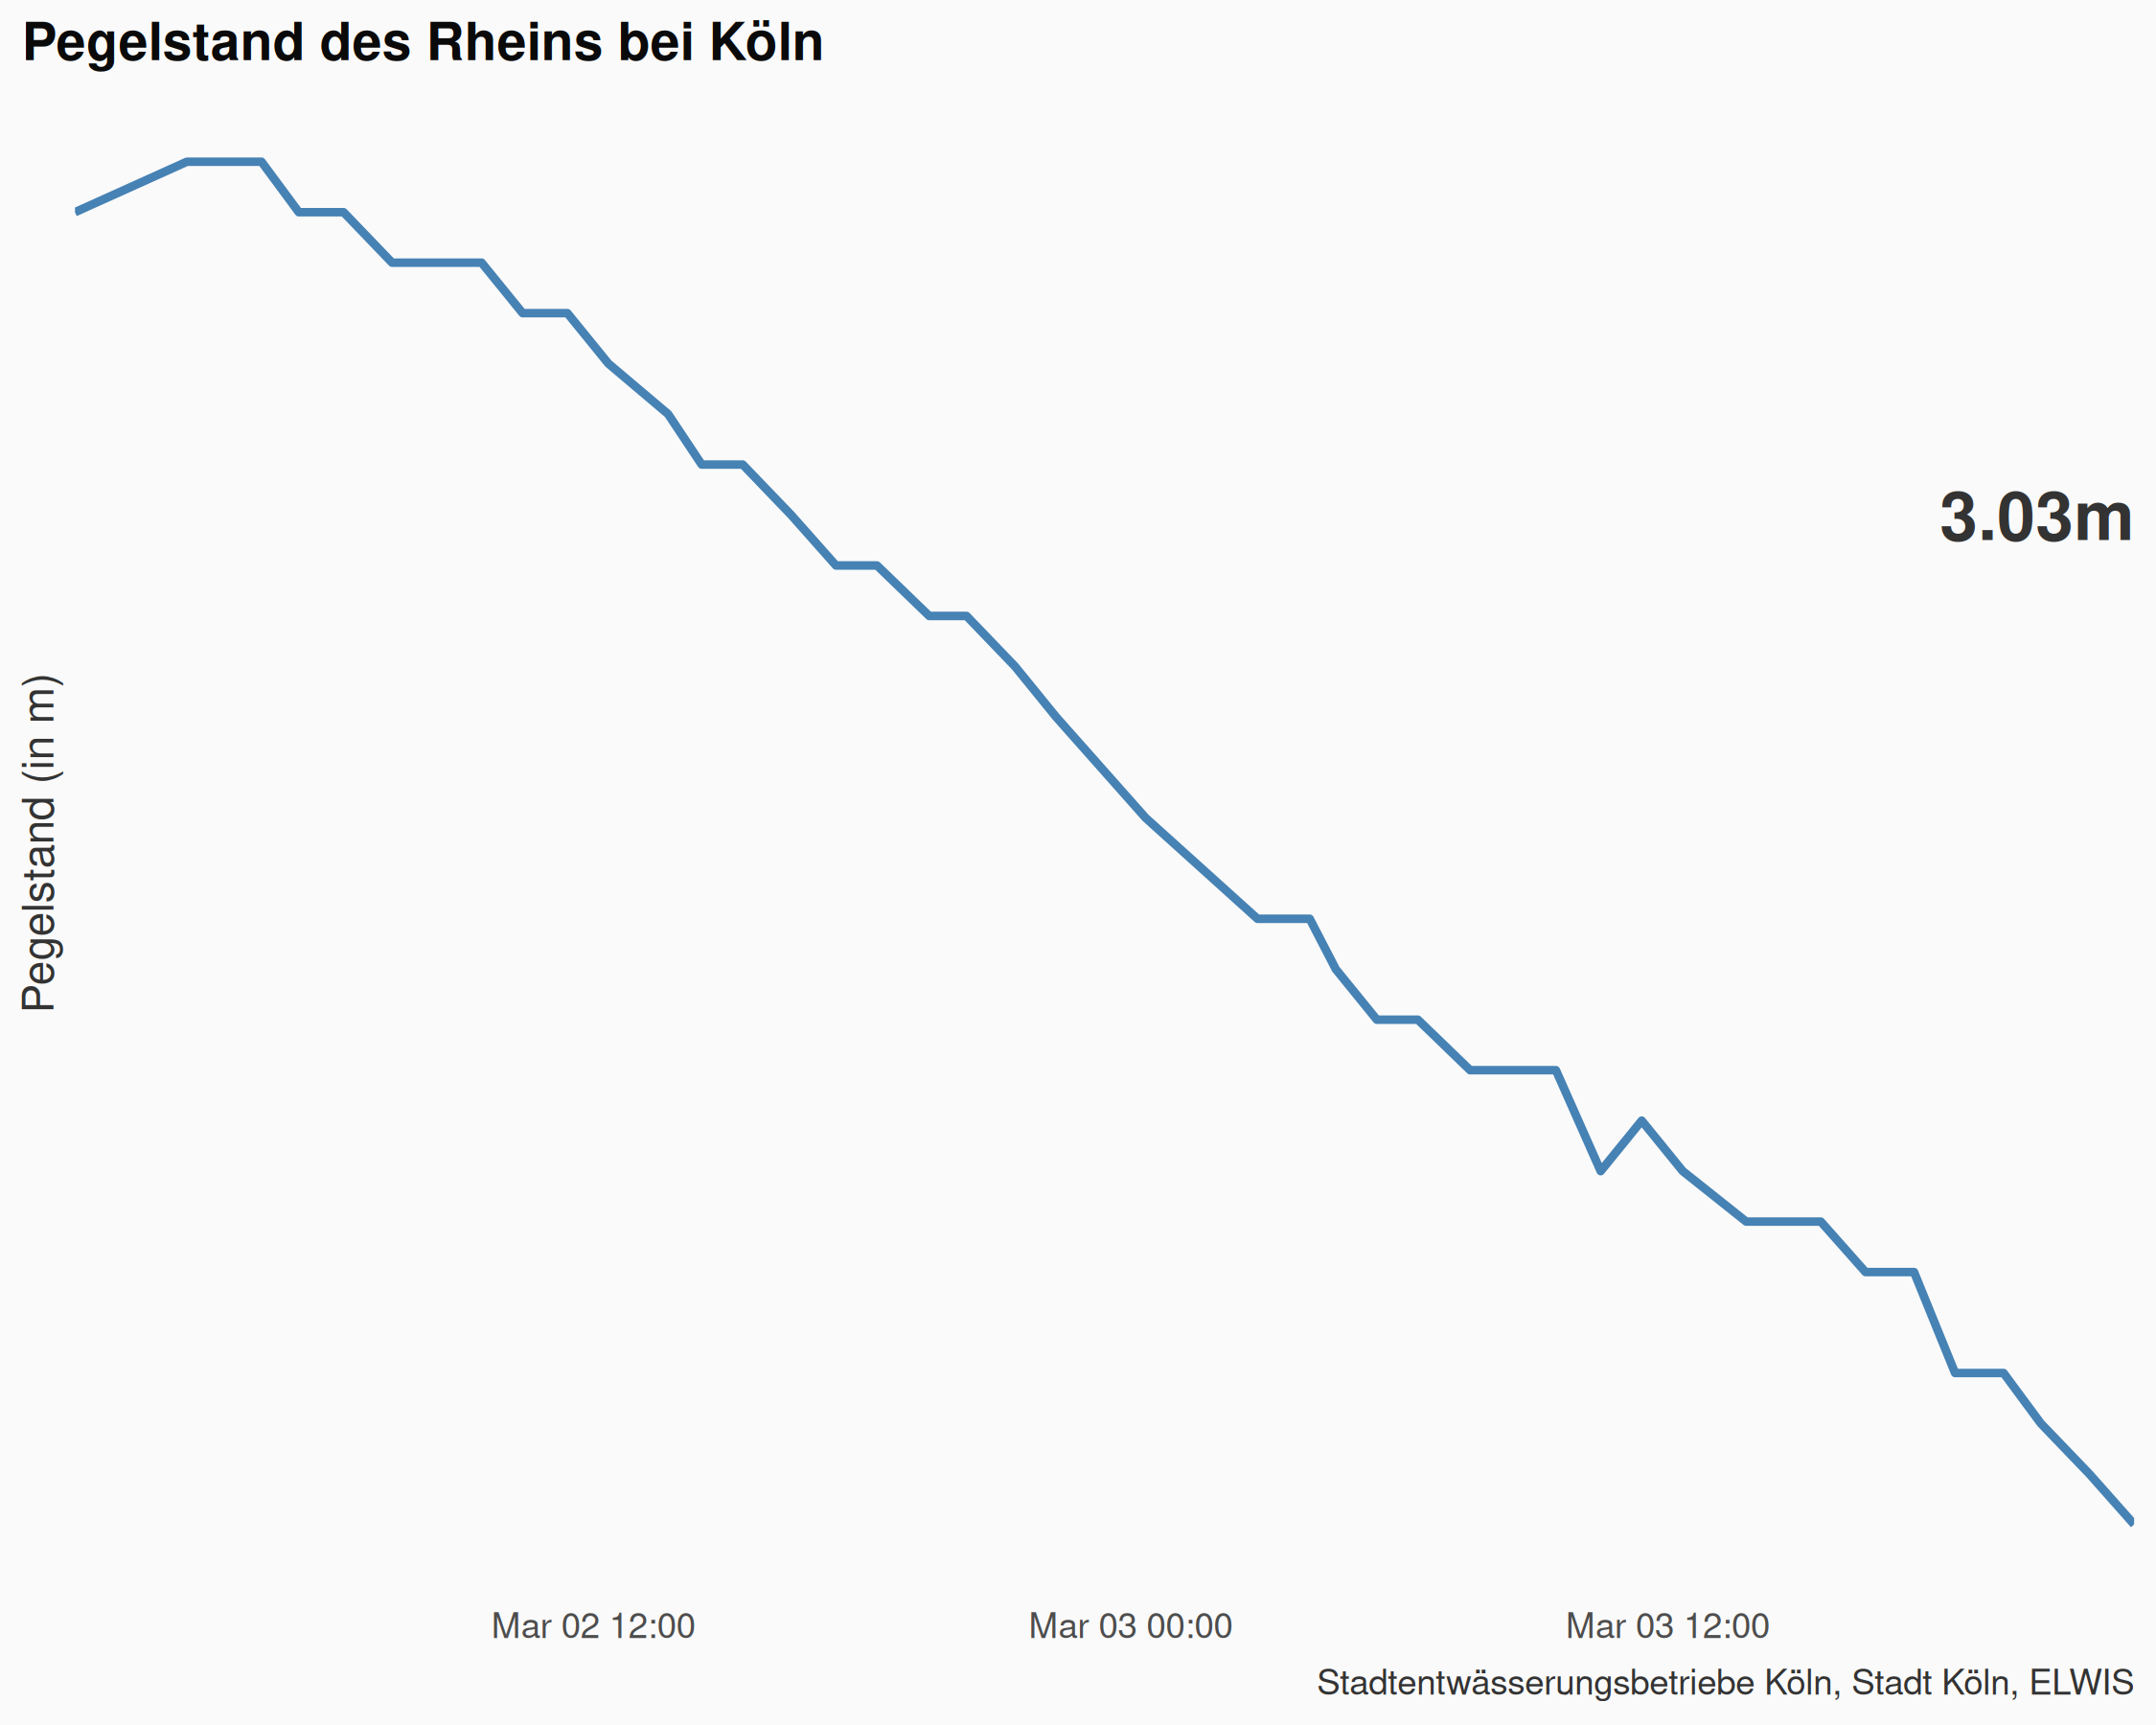 Pegelstand des Rheins bei Köln
3.03m
Pegelstand (in m)
Mar 02 12:00
Mar 03 00:00
Mar 03 12:00
Stadtentwässerungsbetriebe Köln, Stadt Köln, ELWIS